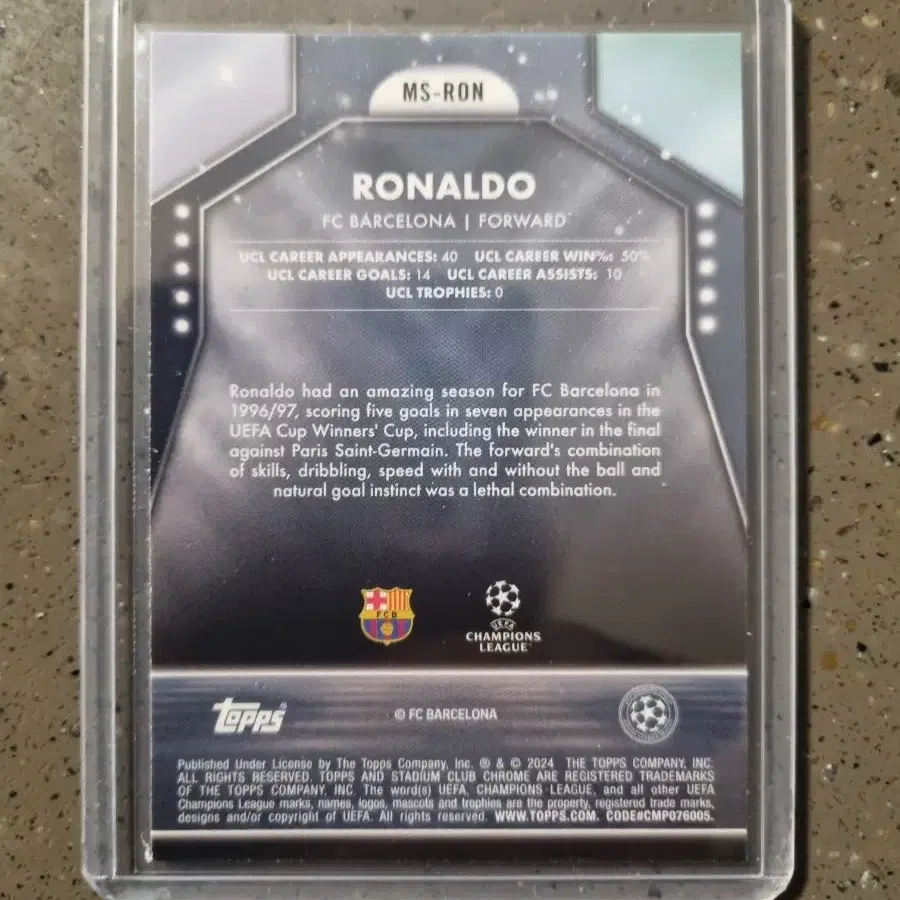 MS-RON
RONALDO
FC BARCELONA | FORWARD
UCL CAREER APPEARANCES: 40 UCL CAREER WIN%: 50%
UCL CAREER GOALS: 14 UCL CAREER ASSISTS: 10
UCL TROPHIES: 0
Ronaldo had an amazing season for FC Barcelona in
1996/97, scoring five goals in seven appearances in the
UEFA Cup Winners' Cup, including the winner in the final
against Paris Saint-Germain. The forward's combination
of skills, dribbling, speed with and without the ball and
natural goal instinct was a lethal combination.
FCB
UEFA
CHAMPIONS
LEAGUE
topps
© FC BARCELONA
Published Under License by The Topps Company, Inc. ® & © 2024 THE TOPPS COMPANY, INC.
ALL RIGHTS RESERVED. TOPPS AND STADIUM CLUB CHROME ARE REGISTERED TRADEMARKS
OF THE TOPPS COMPANY, INC. The word(s) UEFA, CHAMPIONS LEAGUE, and all other UEFA
Champions League marks, names, logos, mascots and trophies are the property, registered trade marks,
designs and/or copyright of UEFA. All rights reserved. WWW.TOPPS.COM. CODE#CMP076005.